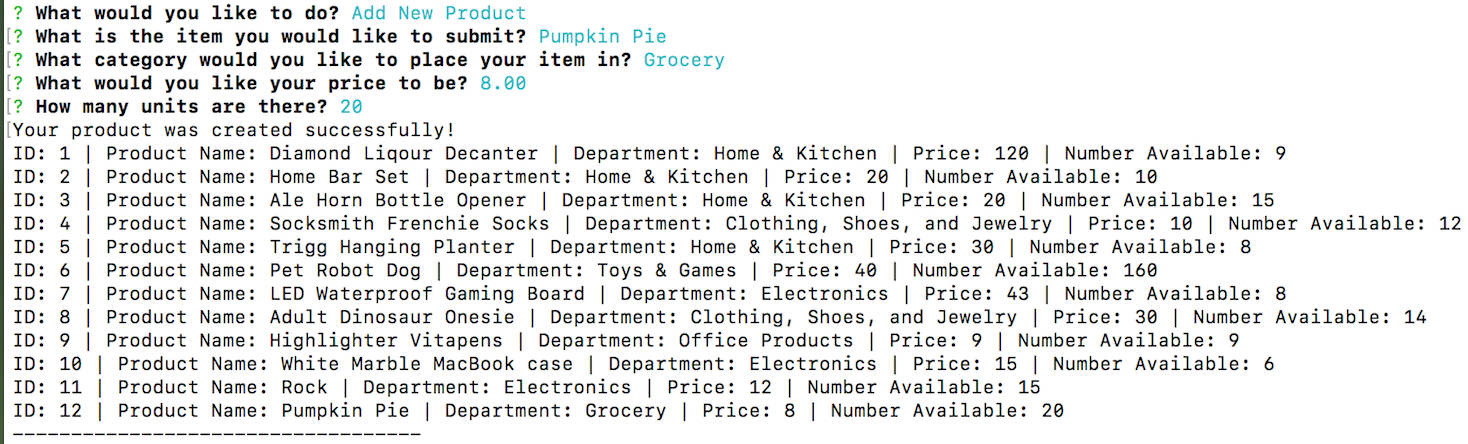 ? What would you like to do? Add New Product
[? What is the item you would like to submit? Pumpkin Pie
[? What category would you like to place your item in? Grocery
[? What would you like your price to be? 8.00
[? How many units are there? 20
[Your product was created successfully!
ID: 1 | Product Name: Diamond Liqour Decanter | Department: Home & Kitchen | Price: 120 | Number Available: 9
ID: 2 | Product Name: Home Bar Set | Department: Home & Kitchen | Price: 20 | Number Available: 10
ID: 3 | Product Name: Ale Horn Bottle Opener | Department: Home & Kitchen | Price: 20 | Number Available: 15
ID: 4 | Product Name: Socksmith Frenchie Socks | Department: Clothing, Shoes, and Jewelry | Price: 10 | Number Available: 12
ID: 5 | Product Name: Trigg Hanging Planter | Department: Home & Kitchen | Price: 30 | Number Available: 8
ID: 6 | Product Name: Pet Robot Dog | Department: Toys & Games | Price: 40 | Number Available: 160
ID: 7 | Product Name: LED Waterproof Gaming Board | Department: Electronics | Price: 43 | Number Available: 8
ID: 8 | Product Name: Adult Dinosaur Onesie | Department: Clothing, Shoes, and Jewelry | Price: 30 | Number Available: 14
ID: 9 | Product Name: Highlighter Vitapens | Department: Office Products | Price: 9 | Number Available: 9
ID: 10 | Product Name: White Marble MacBook case | Department: Electronics | Price: 15 | Number Available: 6
ID: 11 | Product Name: Rock | Department: Electronics | Price: 12 | Number Available: 15
ID: 12 | Product Name: Pumpkin Pie | Department: Grocery | Price: 8 | Number Available: 20
-----------------------------------